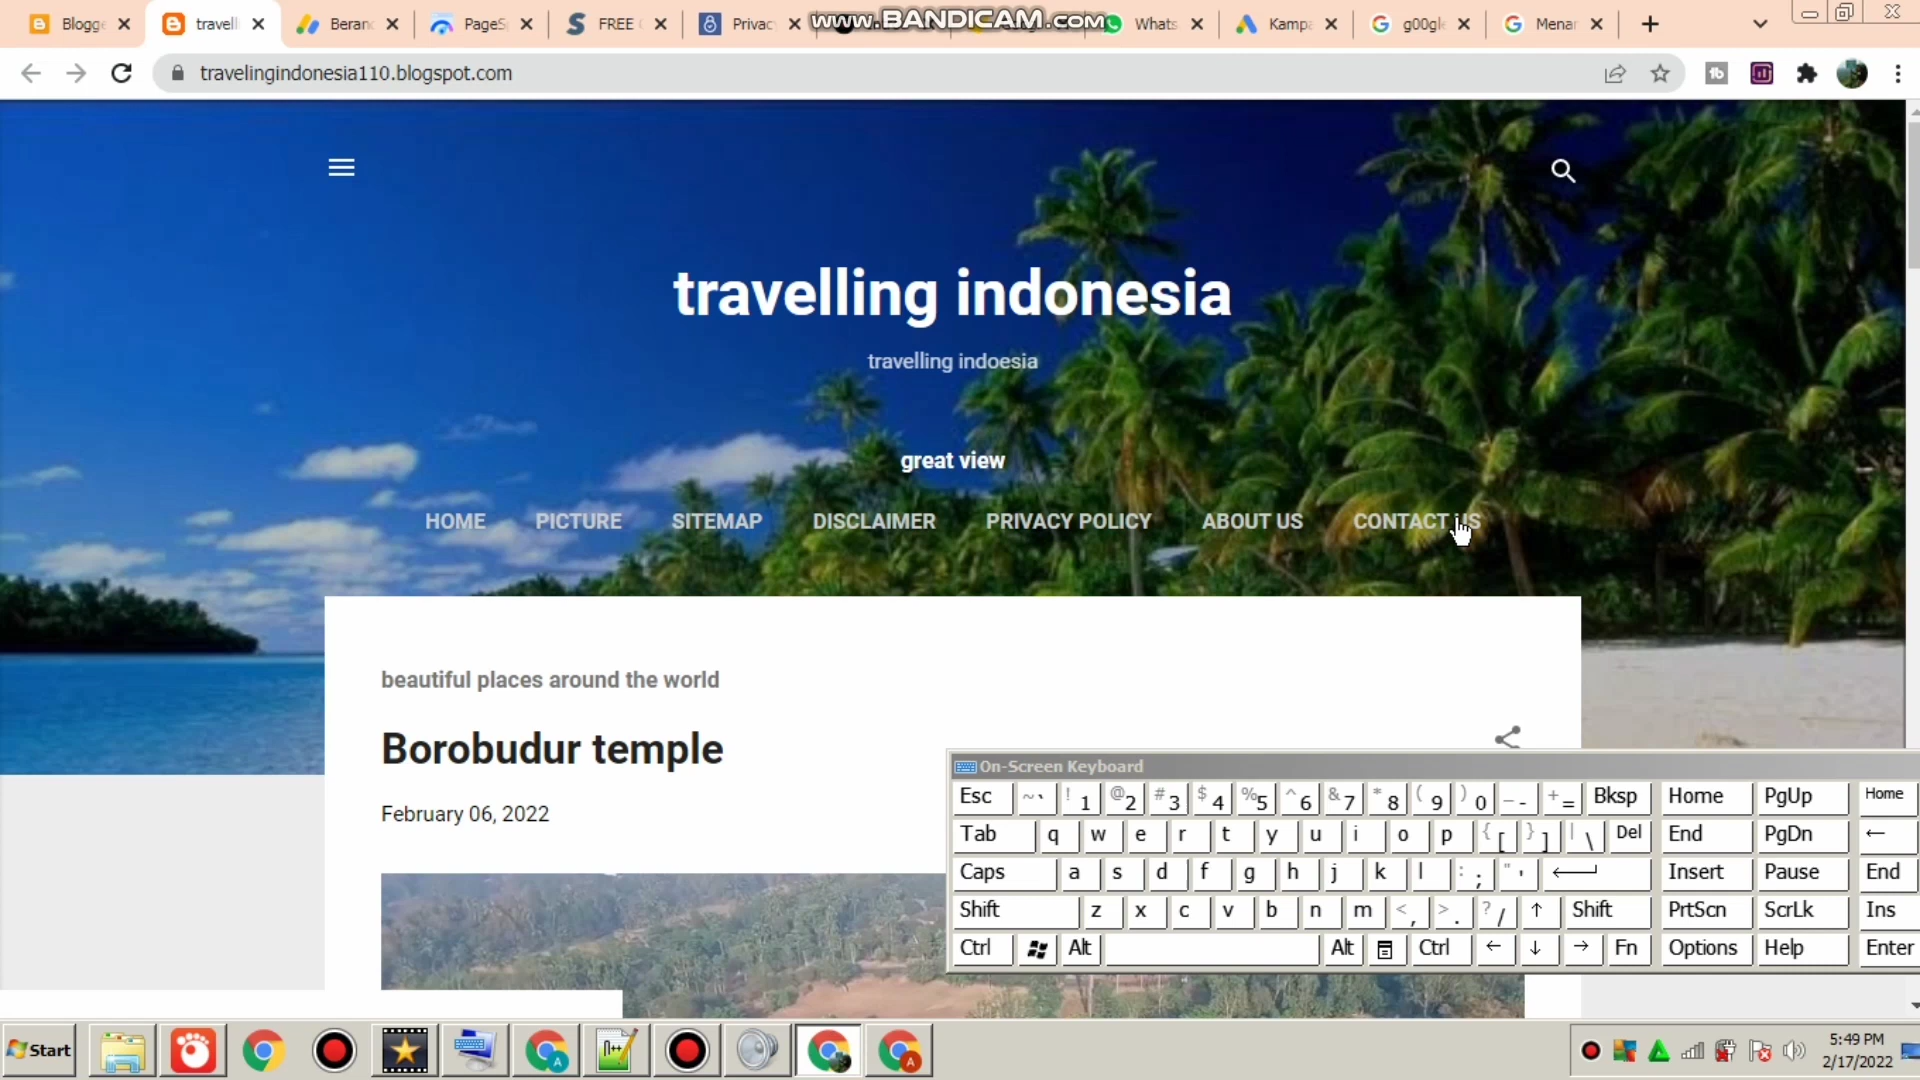 Blogge
travell
Beran
PageS
FREE
Privac
WWW.BANDICAM.COM
Whats
Kampa
g00gl
Menar
travelingindonesia110.blogspot.com
travelling indonesia
travelling indoesia
great view
HOME PICTURE SITEMAP DISCLAIMER PRIVACY POLICY ABOUT US CONTACT US
beautiful places around the world
Borobudur temple
February 06, 2022
On-Screen Keyboard
Esc ~ ` ! 1 @ 2 # 3 $ 4 % 5 ^ 6 & 7 * 8 ( 9 ) 0 _ - + = Bksp Home PgUp Home
Tab q w e r t y u i o p { [ } ] | \ Del End PgDn ←
Caps a s d f g h j k l : ; " ' Insert Pause End
Shift z x c v b n m < , > . ? / ↑ Shift PrtScn ScrLk Ins
Ctrl Alt Alt Ctrl ← ↓ → Fn Options Help Enter
Start
5:49 PM
2/17/2022